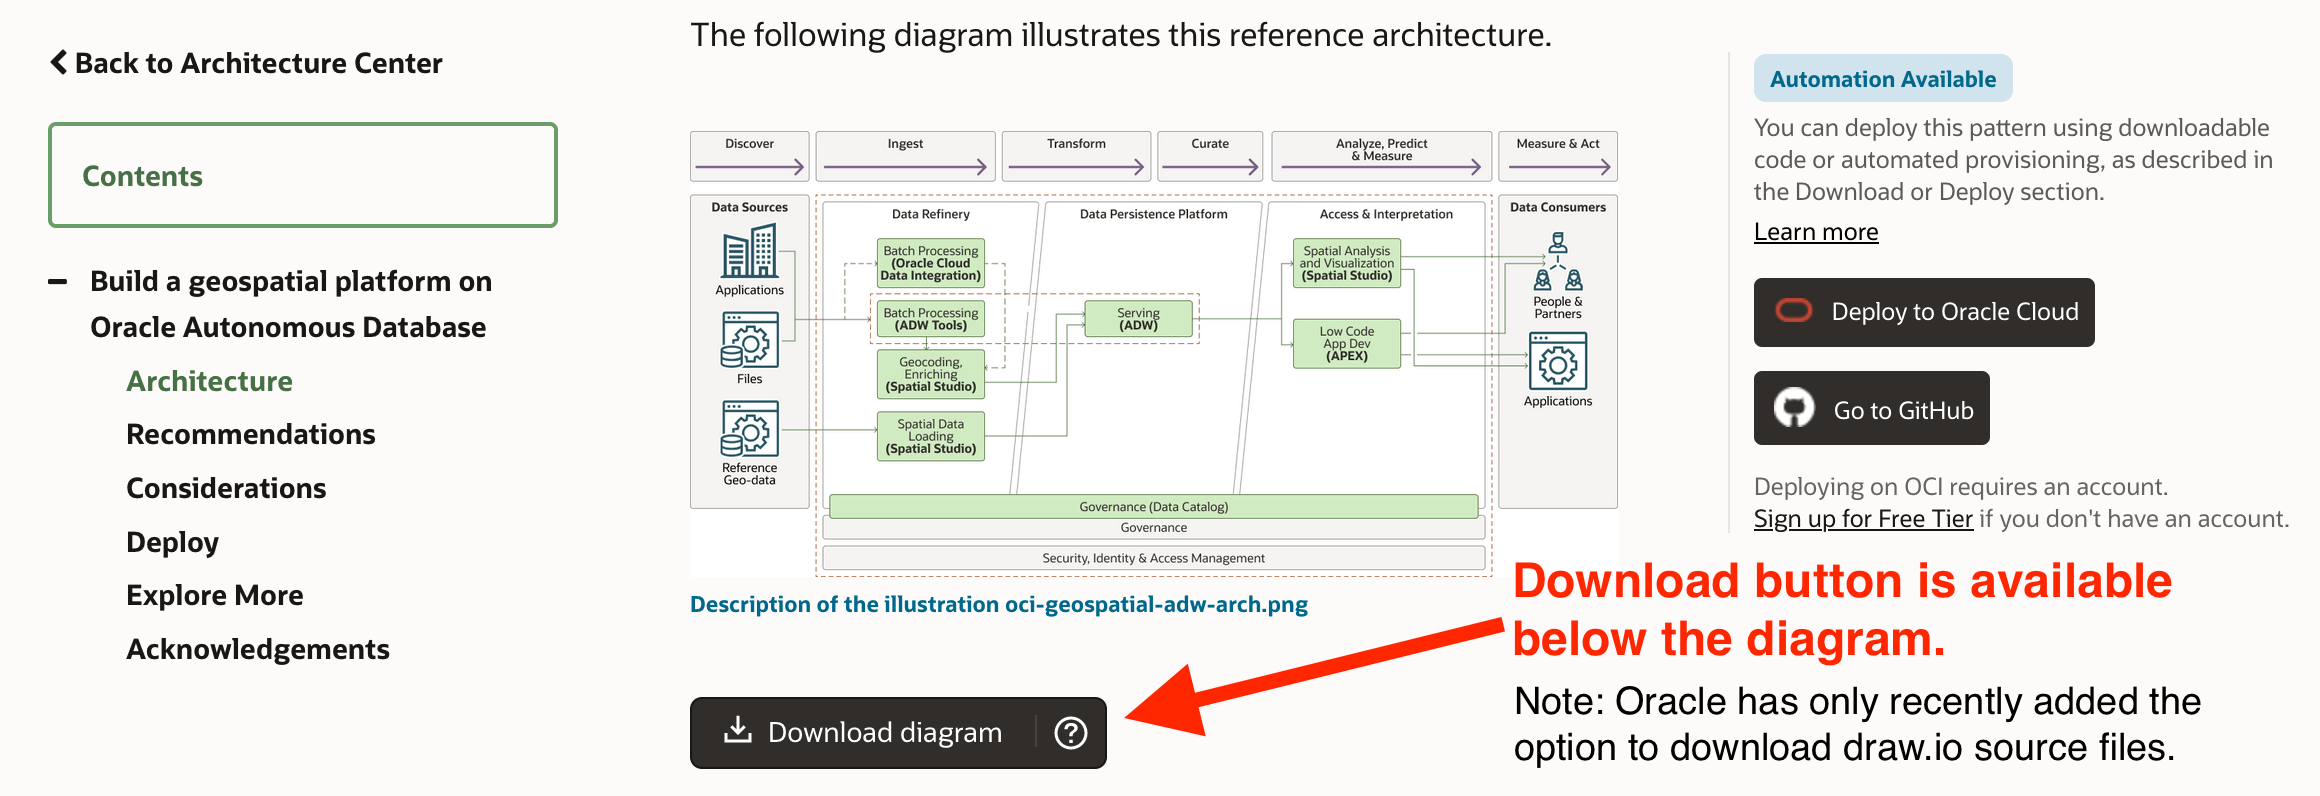 Back to Architecture Center
Contents
Build a geospatial platform on
Oracle Autonomous Database
Architecture
Recommendations
Considerations
Deploy
Explore More
Acknowledgements
The following diagram illustrates this reference architecture.
Discover
Ingest
Transform
Curate
Analyze, Predict
& Measure
Measure & Act
Data Sources
Applications
Files
Reference
Geo-data
Data Refinery
Batch Processing
(Oracle Cloud
Data Integration)
Batch Processing
(ADW Tools)
Geocoding,
Enriching
(Spatial Studio)
Spatial Data
Loading
(Spatial Studio)
Data Persistence Platform
Serving
(ADW)
Access & Interpretation
Spatial Analysis
and Visualization
(Spatial Studio)
Low Code
App Dev
(APEX)
Data Consumers
People &
Partners
Applications
Governance (Data Catalog)
Governance
Security, Identity & Access Management
Description of the illustration oci-geospatial-adw-arch.png
Download diagram
?
Automation Available
You can deploy this pattern using downloadable
code or automated provisioning, as described in
the Download or Deploy section.
Learn more
Deploy to Oracle Cloud
Go to GitHub
Deploying on OCI requires an account.
Sign up for Free Tier if you don't have an account.
Download button is available
below the diagram.
Note: Oracle has only recently added the
option to download draw.io source files.